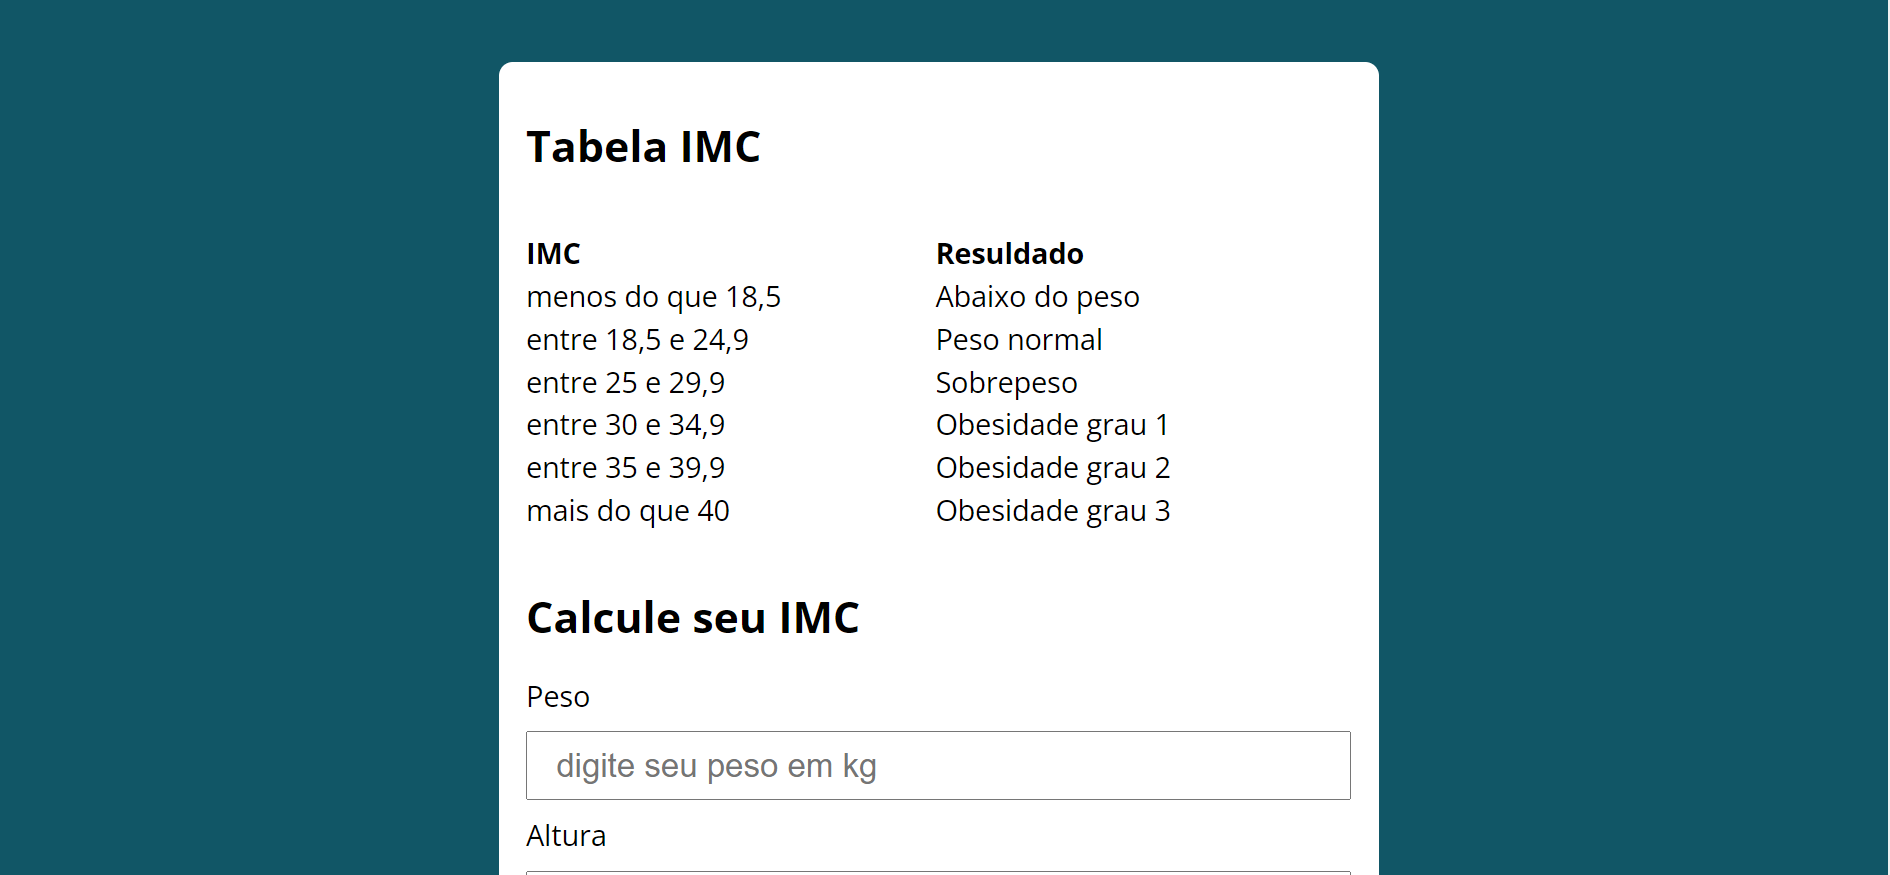 Tabela IMC
IMC Resuldado
menos do que 18,5 Abaixo do peso
entre 18,5 e 24,9 Peso normal
entre 25 e 29,9 Sobrepeso
entre 30 e 34,9 Obesidade grau 1
entre 35 e 39,9 Obesidade grau 2
mais do que 40 Obesidade grau 3
Calcule seu IMC
Peso
digite seu peso em kg
Altura